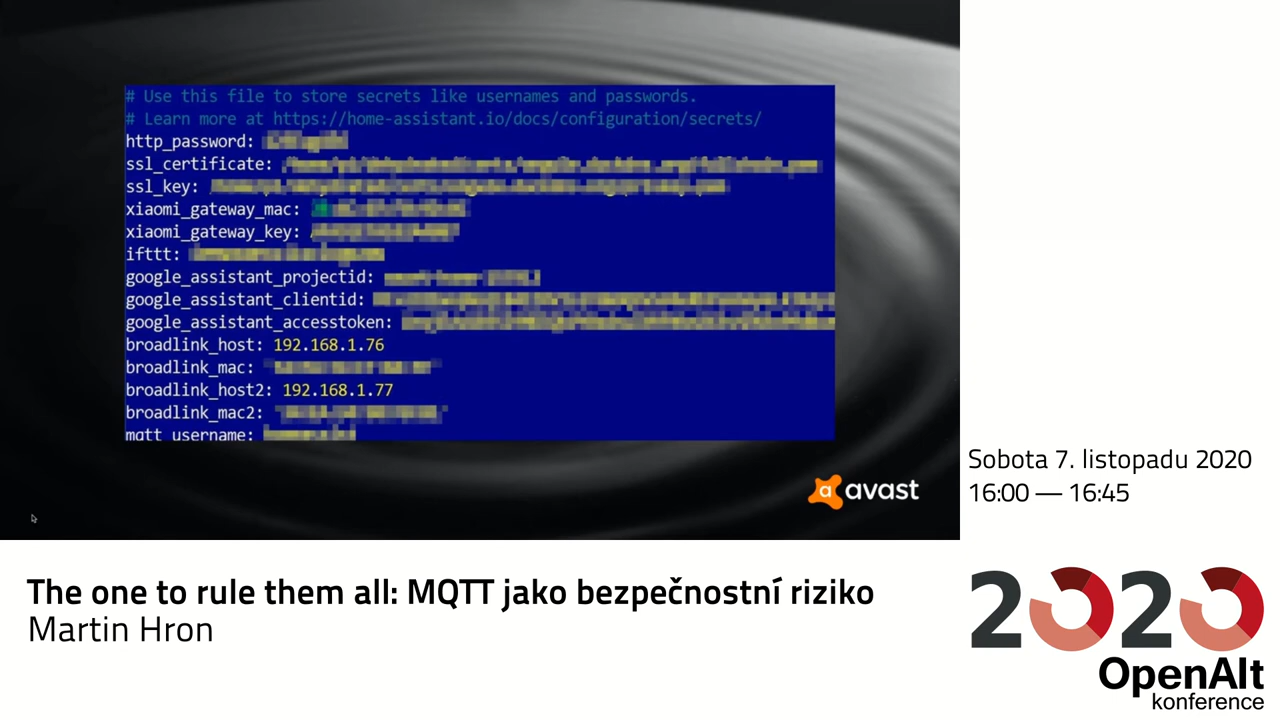 # Use this file to store secrets like usernames and passwords.
# Learn more at https://home-assistant.io/docs/configuration/secrets/
http_password:
ssl_certificate:
ssl_key:
xiaomi_gateway_mac:
xiaomi_gateway_key:
ifttt:
google_assistant_projectid:
google_assistant_clientid:
google_assistant_accesstoken:
broadlink_host: 192.168.1.76
broadlink_mac:
broadlink_host2: 192.168.1.77
broadlink_mac2:
mqtt_username:
avast
Sobota 7. listopadu 2020
16:00 — 16:45
The one to rule them all: MQTT jako bezpečnostní riziko
Martin Hron
2020
OpenAlt
konference